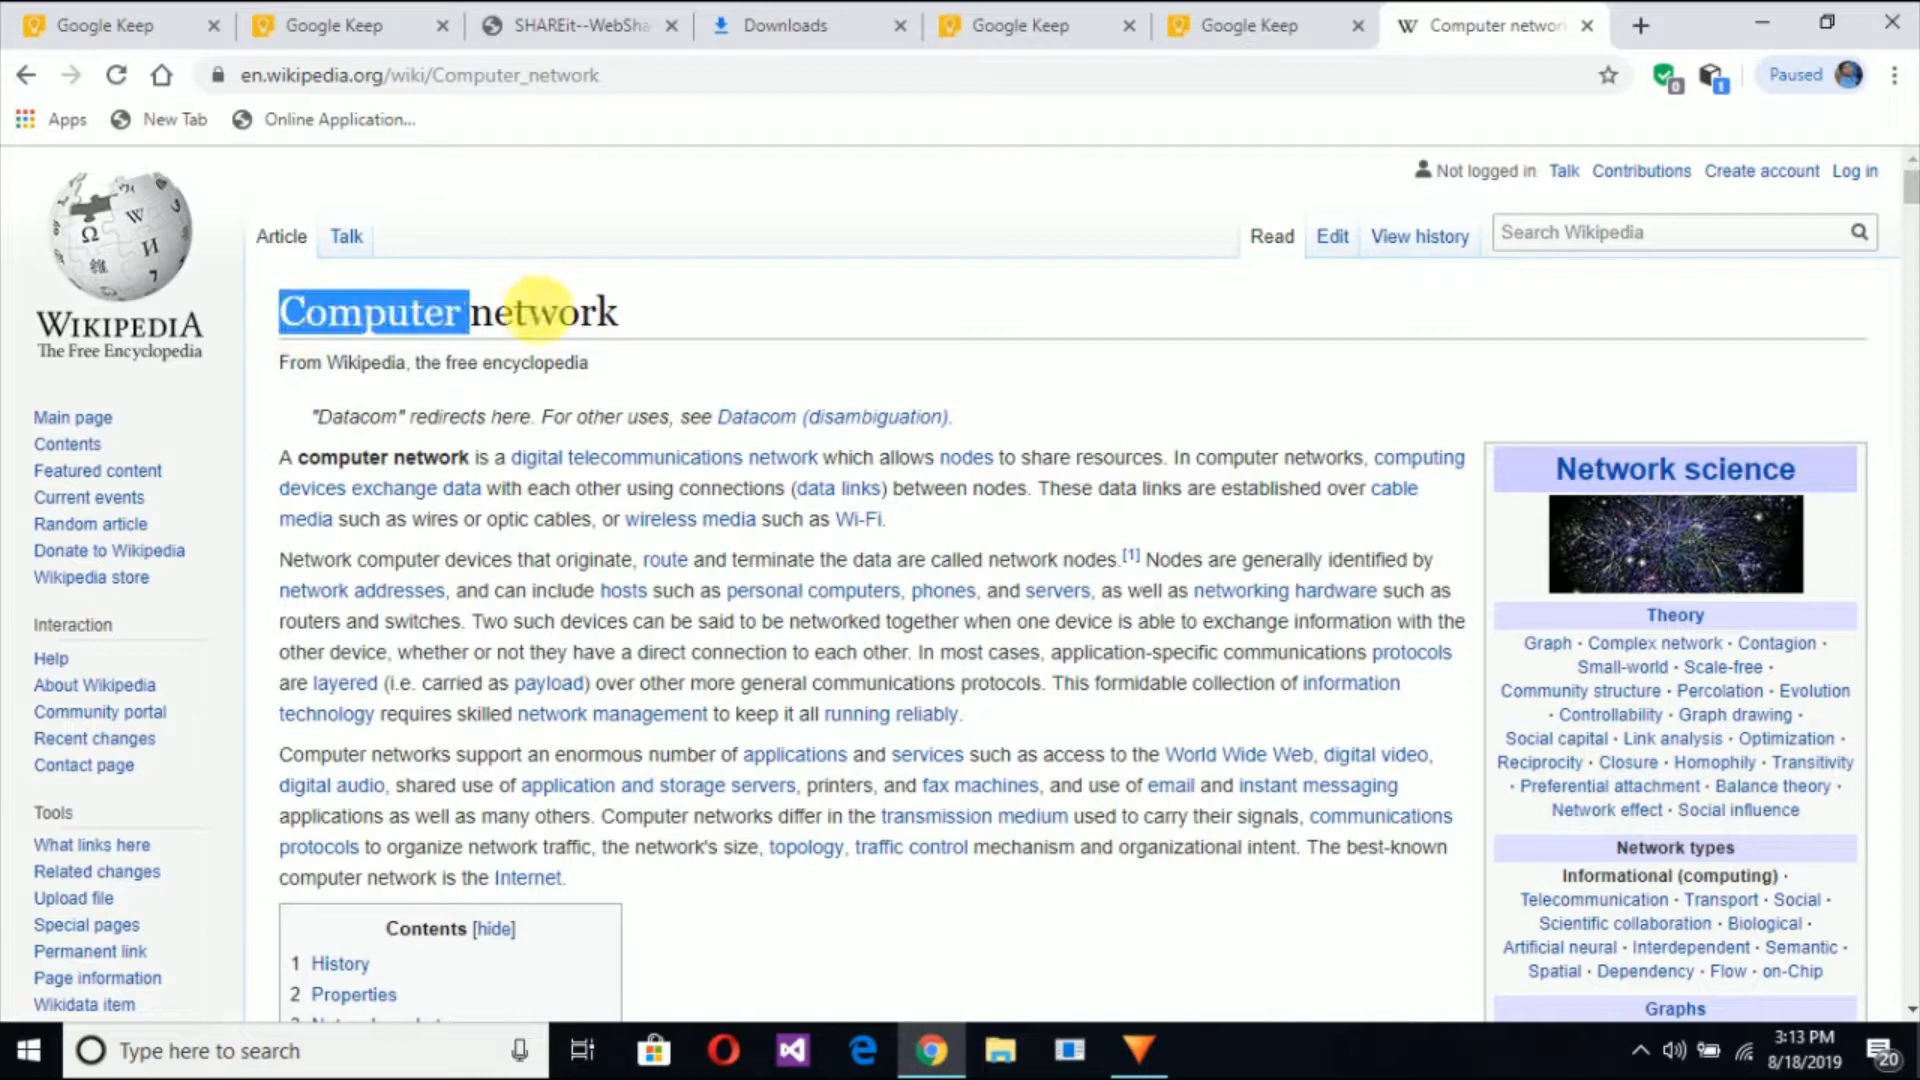 Google Keep
Google Keep
SHAREit--WebSha
Downloads
Google Keep
Google Keep
Computer networ
en.wikipedia.org/wiki/Computer_network
0
1
Paused
Apps
New Tab
Online Application...
Not logged in Talk Contributions Create account Log in
Article Talk
Read Edit View history
Search Wikipedia
WIKIPEDIA
The Free Encyclopedia
Main page
Contents
Featured content
Current events
Random article
Donate to Wikipedia
Wikipedia store
Interaction
Help
About Wikipedia
Community portal
Recent changes
Contact page
Tools
What links here
Related changes
Upload file
Special pages
Permanent link
Page information
Wikidata item
Computer network
From Wikipedia, the free encyclopedia
"Datacom" redirects here. For other uses, see Datacom (disambiguation).
A computer network is a digital telecommunications network which allows nodes to share resources. In computer networks, computing
devices exchange data with each other using connections (data links) between nodes. These data links are established over cable
media such as wires or optic cables, or wireless media such as Wi-Fi.
Network computer devices that originate, route and terminate the data are called network nodes.[1] Nodes are generally identified by
network addresses, and can include hosts such as personal computers, phones, and servers, as well as networking hardware such as
routers and switches. Two such devices can be said to be networked together when one device is able to exchange information with the
other device, whether or not they have a direct connection to each other. In most cases, application-specific communications protocols
are layered (i.e. carried as payload) over other more general communications protocols. This formidable collection of information
technology requires skilled network management to keep it all running reliably.
Computer networks support an enormous number of applications and services such as access to the World Wide Web, digital video,
digital audio, shared use of application and storage servers, printers, and fax machines, and use of email and instant messaging
applications as well as many others. Computer networks differ in the transmission medium used to carry their signals, communications
protocols to organize network traffic, the network's size, topology, traffic control mechanism and organizational intent. The best-known
computer network is the Internet.
Contents [hide]
1 History
2 Properties
Network science
Theory
Graph · Complex network · Contagion ·
Small-world · Scale-free ·
Community structure · Percolation · Evolution
· Controllability · Graph drawing ·
Social capital · Link analysis · Optimization ·
Reciprocity · Closure · Homophily · Transitivity
· Preferential attachment · Balance theory ·
Network effect · Social influence
Network types
Informational (computing) ·
Telecommunication · Transport · Social ·
Scientific collaboration · Biological ·
Artificial neural · Interdependent · Semantic ·
Spatial · Dependency · Flow · on-Chip
Graphs
Type here to search
3:13 PM
8/18/2019
20